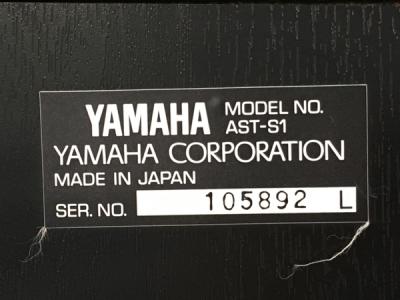 YAMAHA MODEL NO. AST-S1
YAMAHA CORPORATION
MADE IN JAPAN
SER. NO. 105892 L